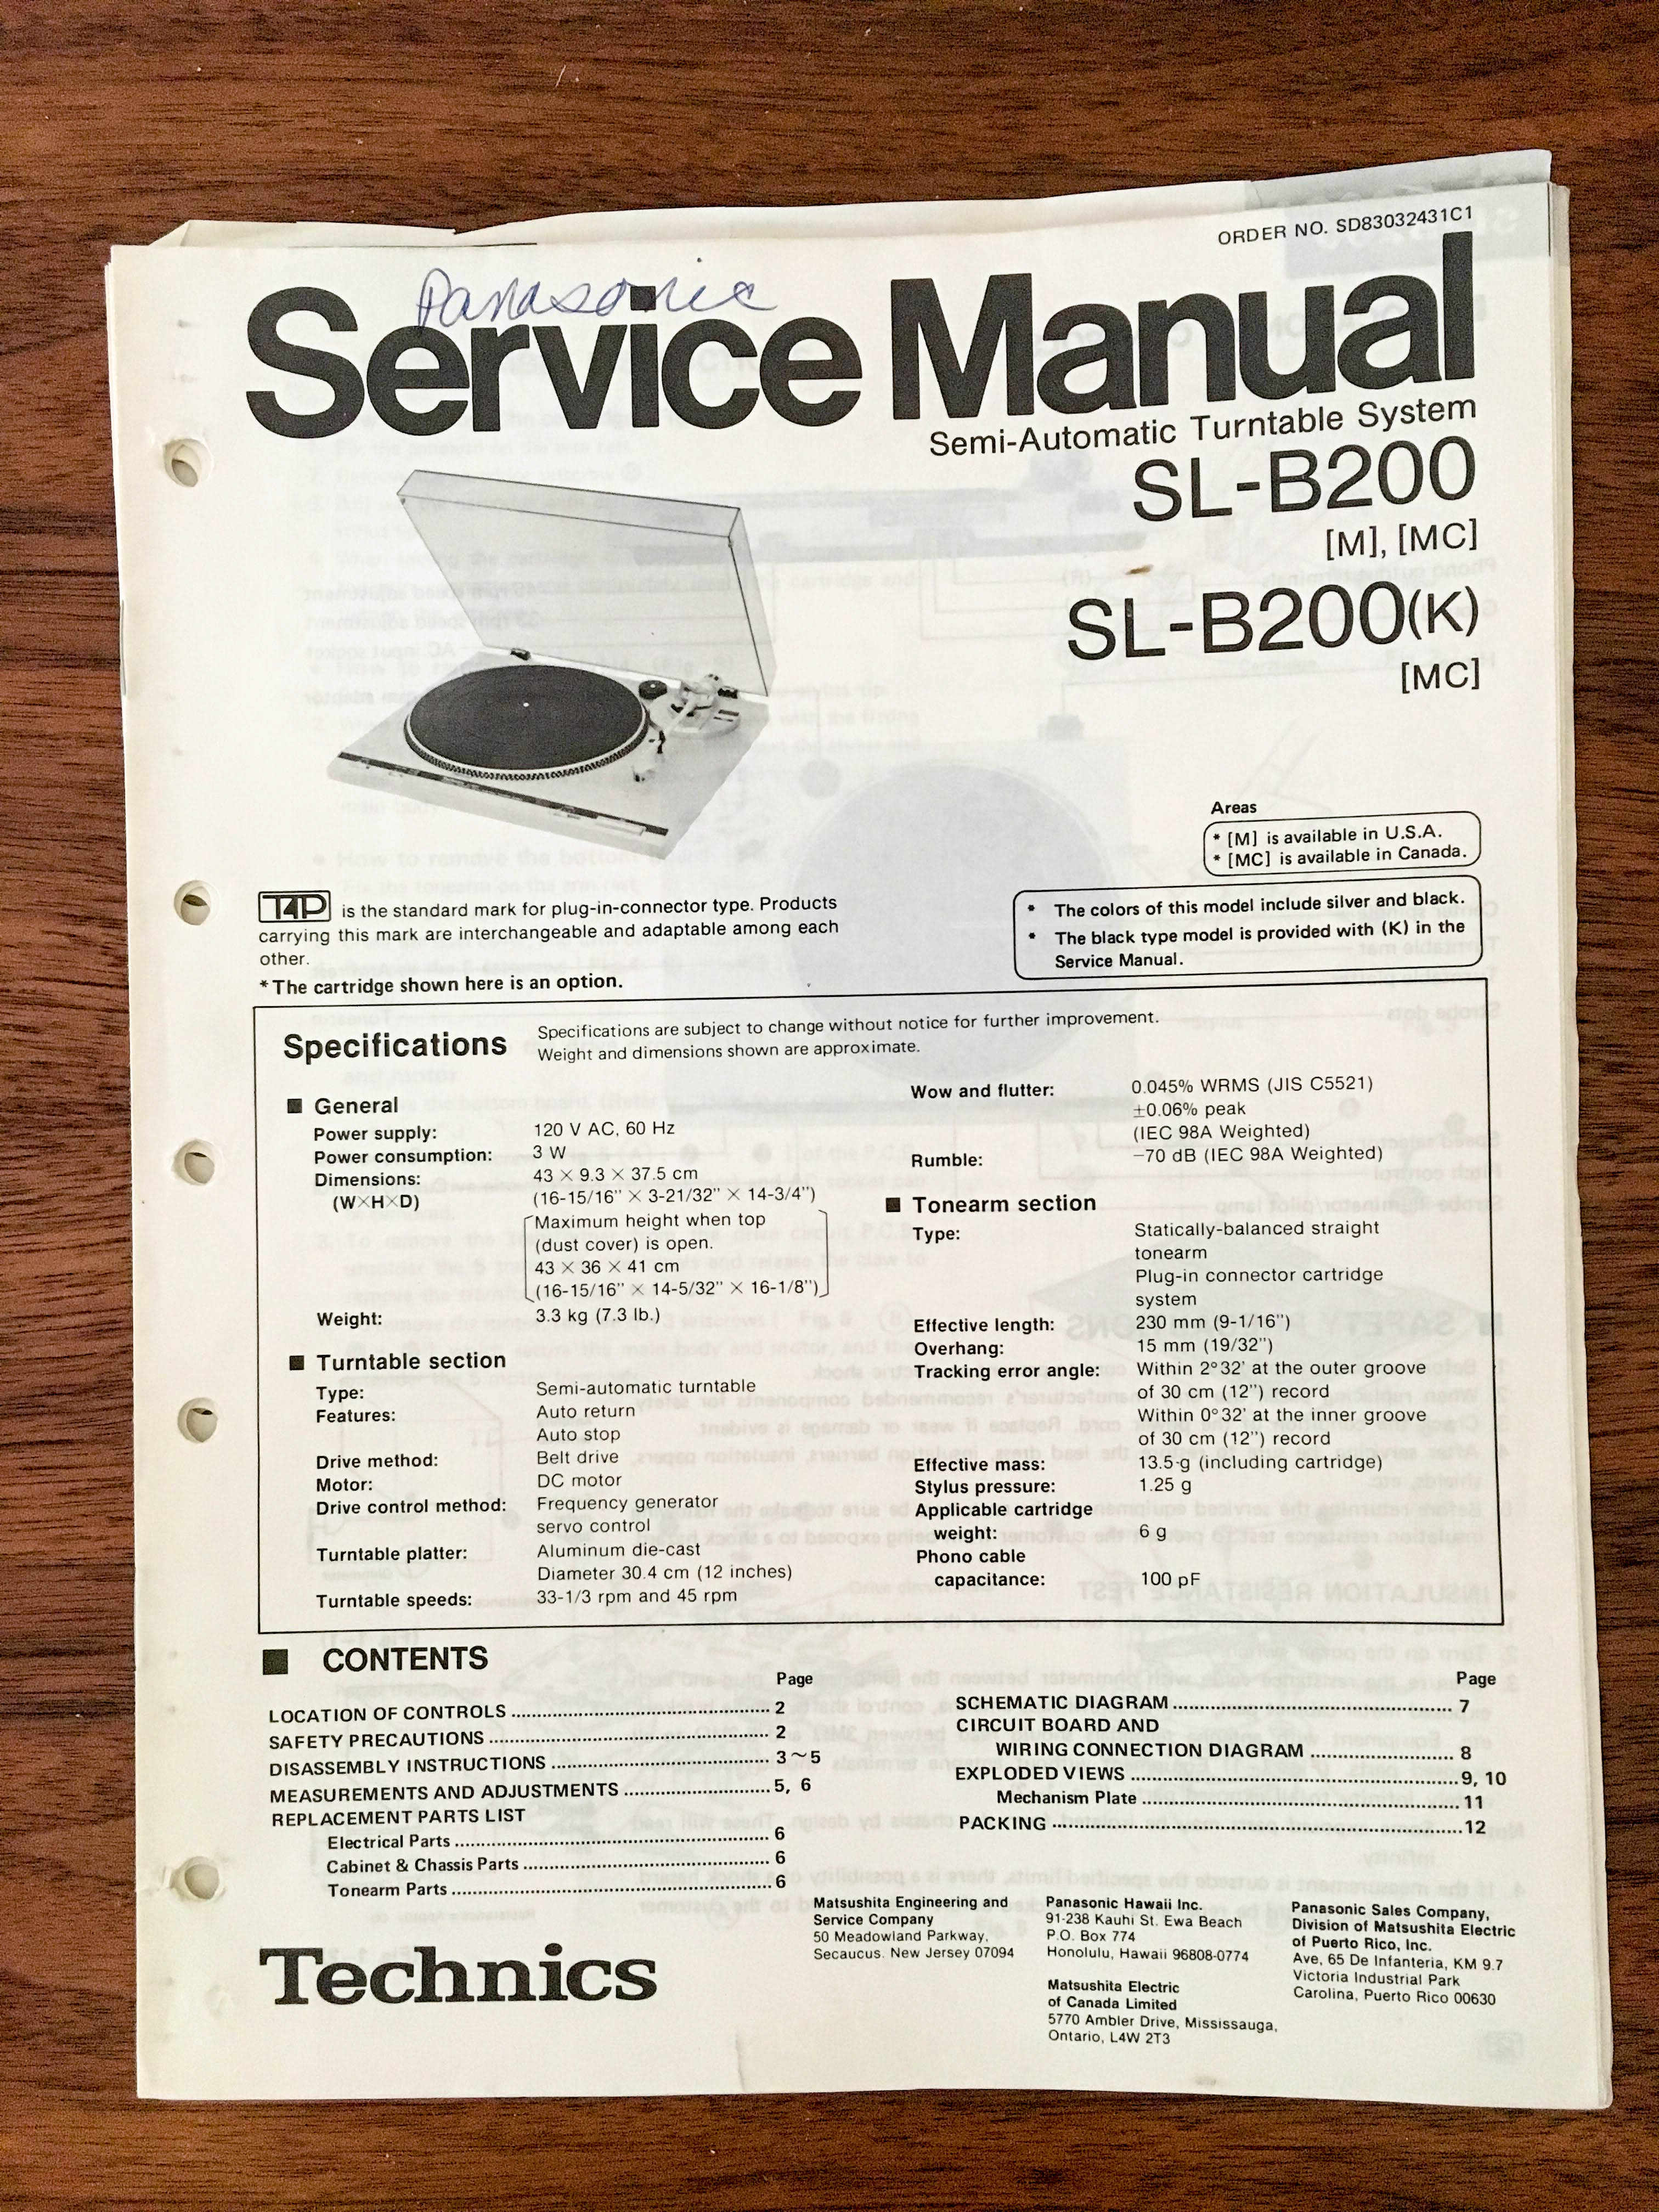 ORDER NO. SD83032431C1
Panasonic
Service Manual
Semi-Automatic Turntable System
SL-B200
[M], [MC]
SL-B200(K)
[MC]
Areas
* [M] is available in U.S.A.
* [MC] is available in Canada.
T4P is the standard mark for plug-in-connector type. Products
carrying this mark are interchangeable and adaptable among each
other.
* The cartridge shown here is an option.
* The colors of this model include silver and black.
* The black type model is provided with (K) in the
Service Manual.
Specifications
Specifications are subject to change without notice for further improvement.
Weight and dimensions shown are approximate.
■ General
Power supply: 120 V AC, 60 Hz
Power consumption: 3 W
Dimensions: 43 × 9.3 × 37.5 cm
(W×H×D) (16-15/16" × 3-21/32" × 14-3/4")
Maximum height when top
(dust cover) is open.
43 × 36 × 41 cm
(16-15/16" × 14-5/32" × 16-1/8")
Weight: 3.3 kg (7.3 lb.)
■ Turntable section
Type: Semi-automatic turntable
Features: Auto return
Auto stop
Drive method: Belt drive
Motor: DC motor
Drive control method: Frequency generator
servo control
Turntable platter: Aluminum die-cast
Diameter 30.4 cm (12 inches)
Turntable speeds: 33-1/3 rpm and 45 rpm
Wow and flutter: 0.045% WRMS (JIS C5521)
±0.06% peak
(IEC 98A Weighted)
Rumble: −70 dB (IEC 98A Weighted)
■ Tonearm section
Type: Statically-balanced straight
tonearm
Plug-in connector cartridge
system
Effective length: 230 mm (9-1/16")
Overhang: 15 mm (19/32")
Tracking error angle: Within 2°32' at the outer groove
of 30 cm (12") record
Within 0°32' at the inner groove
of 30 cm (12") record
Effective mass: 13.5 g (including cartridge)
Stylus pressure: 1.25 g
Applicable cartridge
weight: 6 g
Phono cable
capacitance: 100 pF
■ CONTENTS
Page
LOCATION OF CONTROLS ........ 2
SAFETY PRECAUTIONS ........ 2
DISASSEMBLY INSTRUCTIONS ........ 3~5
MEASUREMENTS AND ADJUSTMENTS ........ 5, 6
REPLACEMENT PARTS LIST
Electrical Parts ........ 6
Cabinet & Chassis Parts ........ 6
Tonearm Parts ........ 6
Page
SCHEMATIC DIAGRAM ........ 7
CIRCUIT BOARD AND
WIRING CONNECTION DIAGRAM ........ 8
EXPLODED VIEWS ........ 9, 10
Mechanism Plate ........ 11
PACKING ........ 12
Technics
Matsushita Engineering and
Service Company
50 Meadowland Parkway,
Secaucus. New Jersey 07094
Panasonic Hawaii Inc.
91-238 Kauhi St. Ewa Beach
P.O. Box 774
Honolulu, Hawaii 96808-0774
Matsushita Electric
of Canada Limited
5770 Ambler Drive, Mississauga,
Ontario, L4W 2T3
Panasonic Sales Company,
Division of Matsushita Electric
of Puerto Rico, Inc.
Ave, 65 De Infanteria, KM 9.7
Victoria Industrial Park
Carolina, Puerto Rico 00630